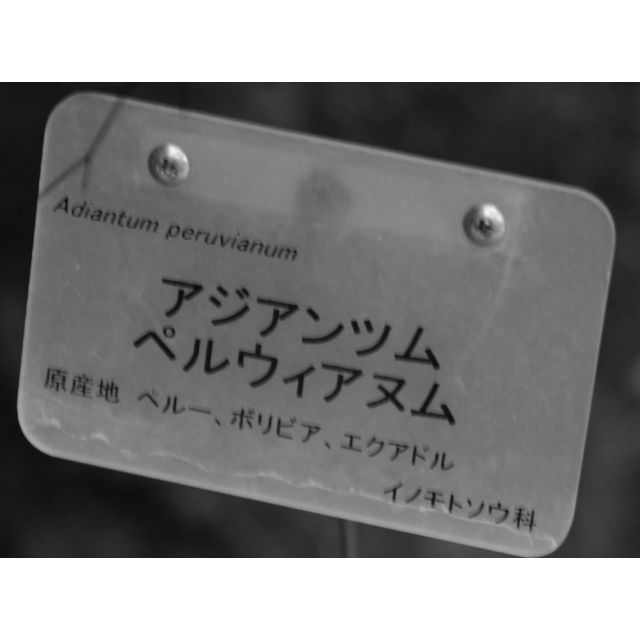 Adiantum peruvianum
アジアンツム
ペルウィアヌム
原産地 ペルー、ボリビア、エクアドル
イノモトソウ科